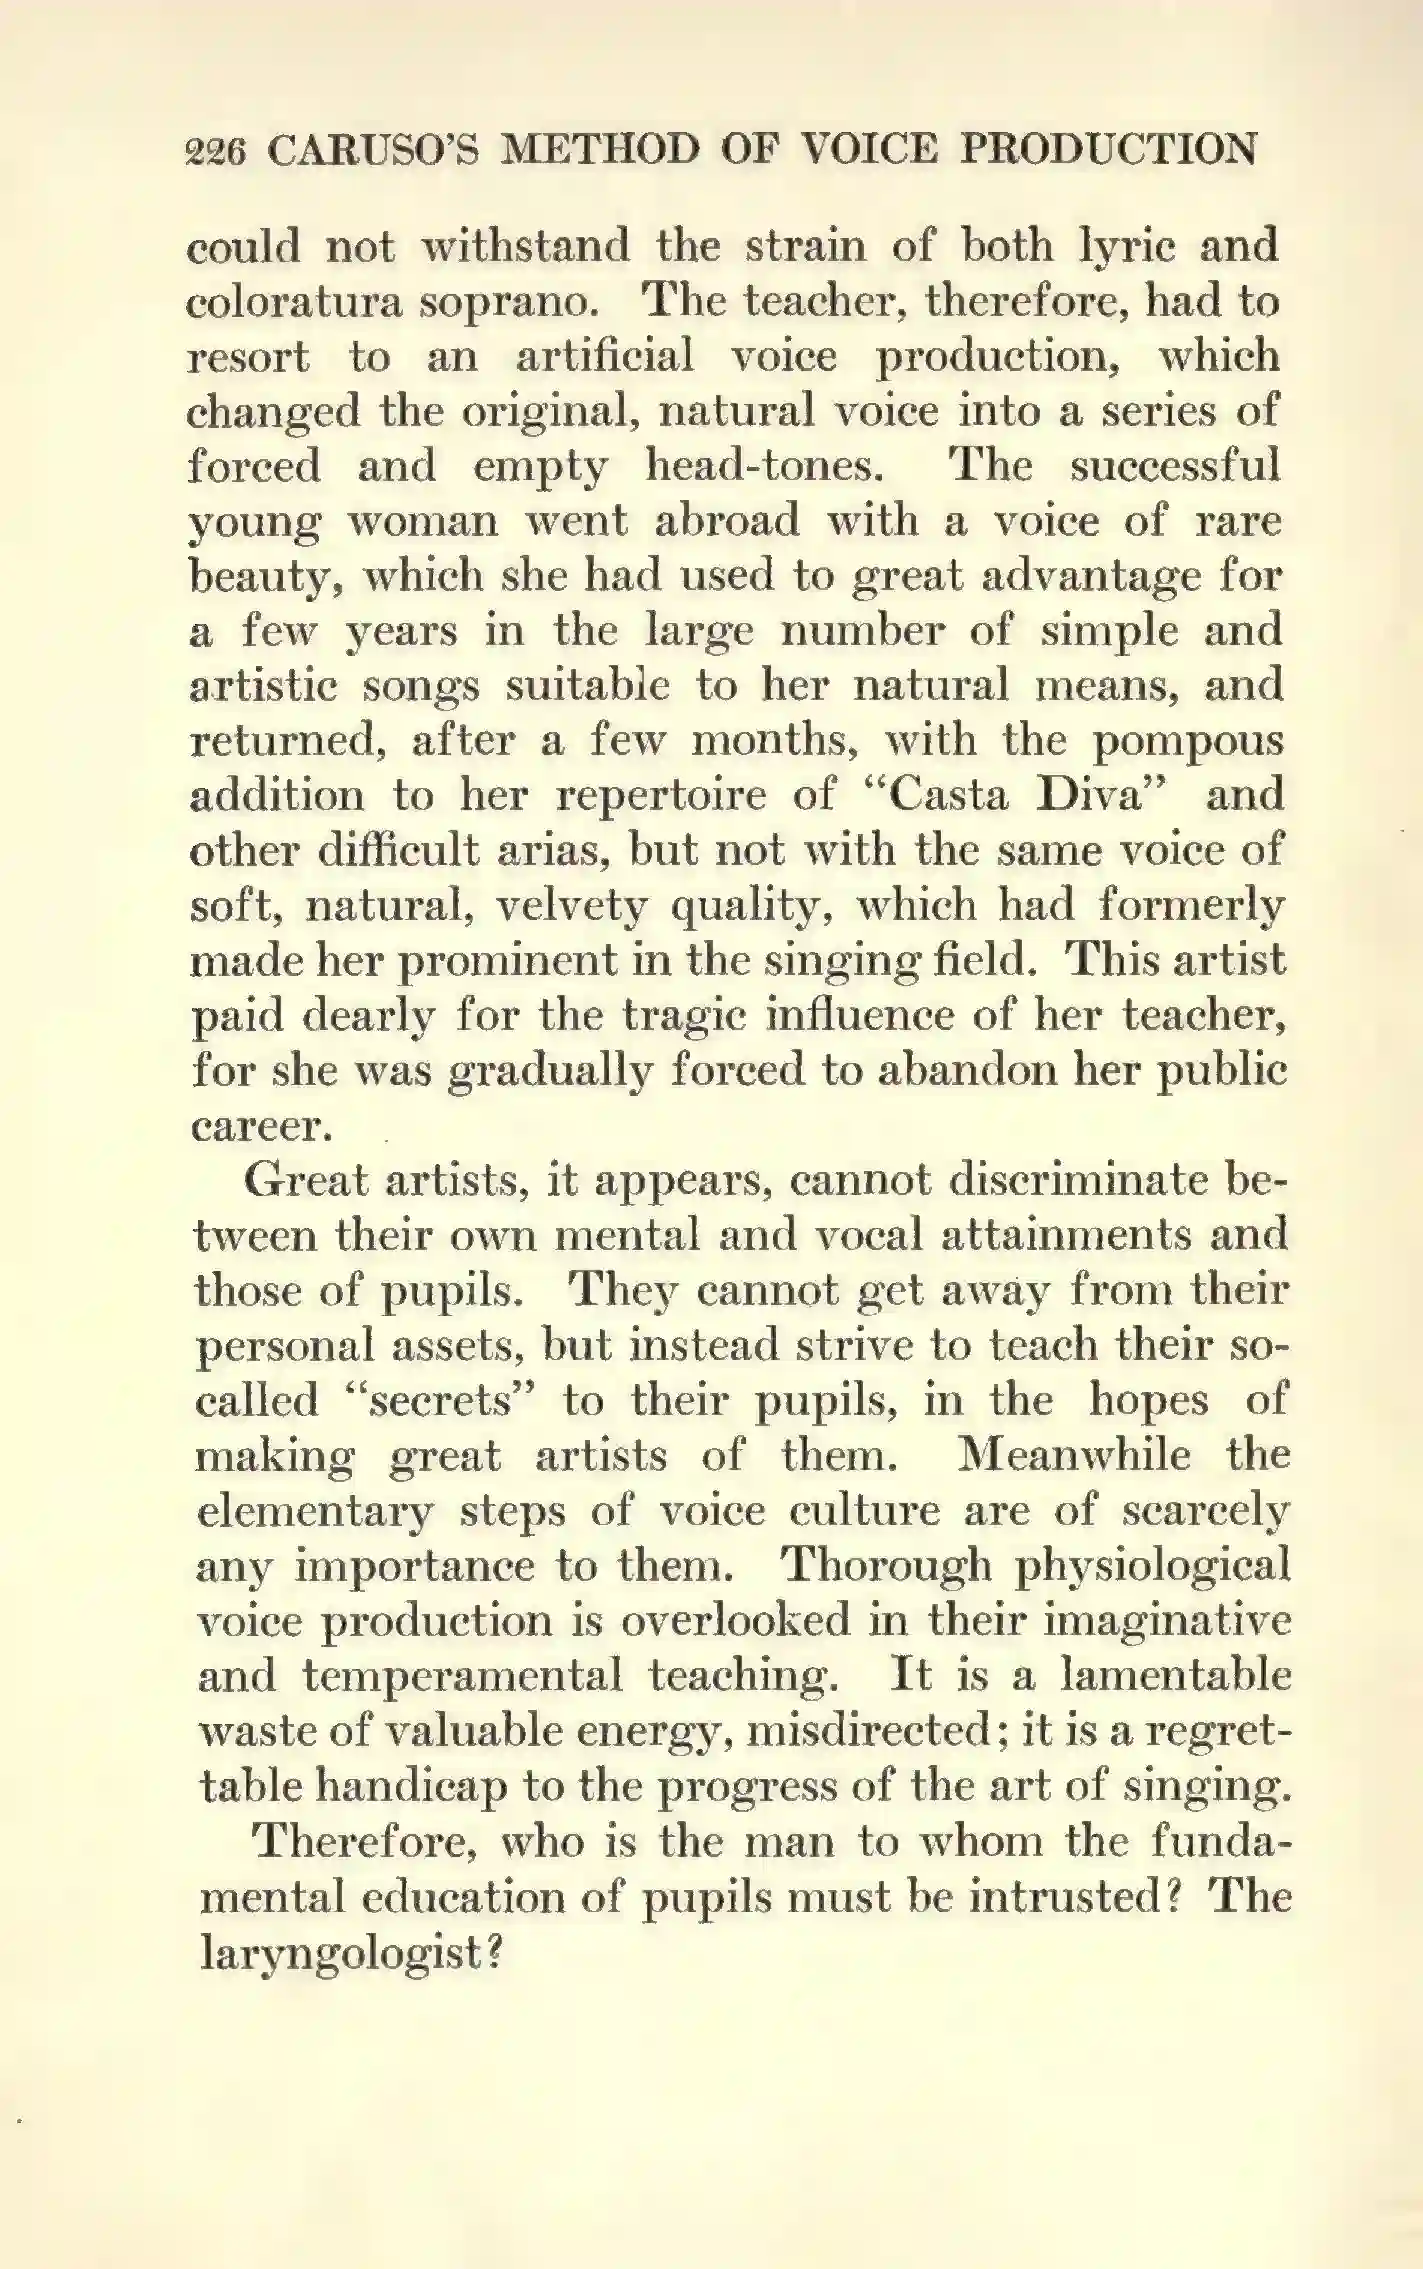 226 CARUSO'S METHOD OF VOICE PRODUCTION
could not withstand the strain of both lyric and
coloratura soprano. The teacher, therefore, had to
resort to an artificial voice production, which
changed the original, natural voice into a series of
forced and empty head-tones. The successful
young woman went abroad with a voice of rare
beauty, which she had used to great advantage for
a few years in the large number of simple and
artistic songs suitable to her natural means, and
returned, after a few months, with the pompous
addition to her repertoire of “Casta Diva” and
other difficult arias, but not with the same voice of
soft, natural, velvety quality, which had formerly
made her prominent in the singing field. This artist
paid dearly for the tragic influence of her teacher,
for she was gradually forced to abandon her public
career.
Great artists, it appears, cannot discriminate be-
tween their own mental and vocal attainments and
those of pupils. They cannot get away from their
personal assets, but instead strive to teach their so-
called “secrets” to their pupils, in the hopes of
making great artists of them. Meanwhile the
elementary steps of voice culture are of scarcely
any importance to them. Thorough physiological
voice production is overlooked in their imaginative
and temperamental teaching. It is a lamentable
waste of valuable energy, misdirected; it is a regret-
table handicap to the progress of the art of singing.
Therefore, who is the man to whom the funda-
mental education of pupils must be intrusted? The
laryngologist?